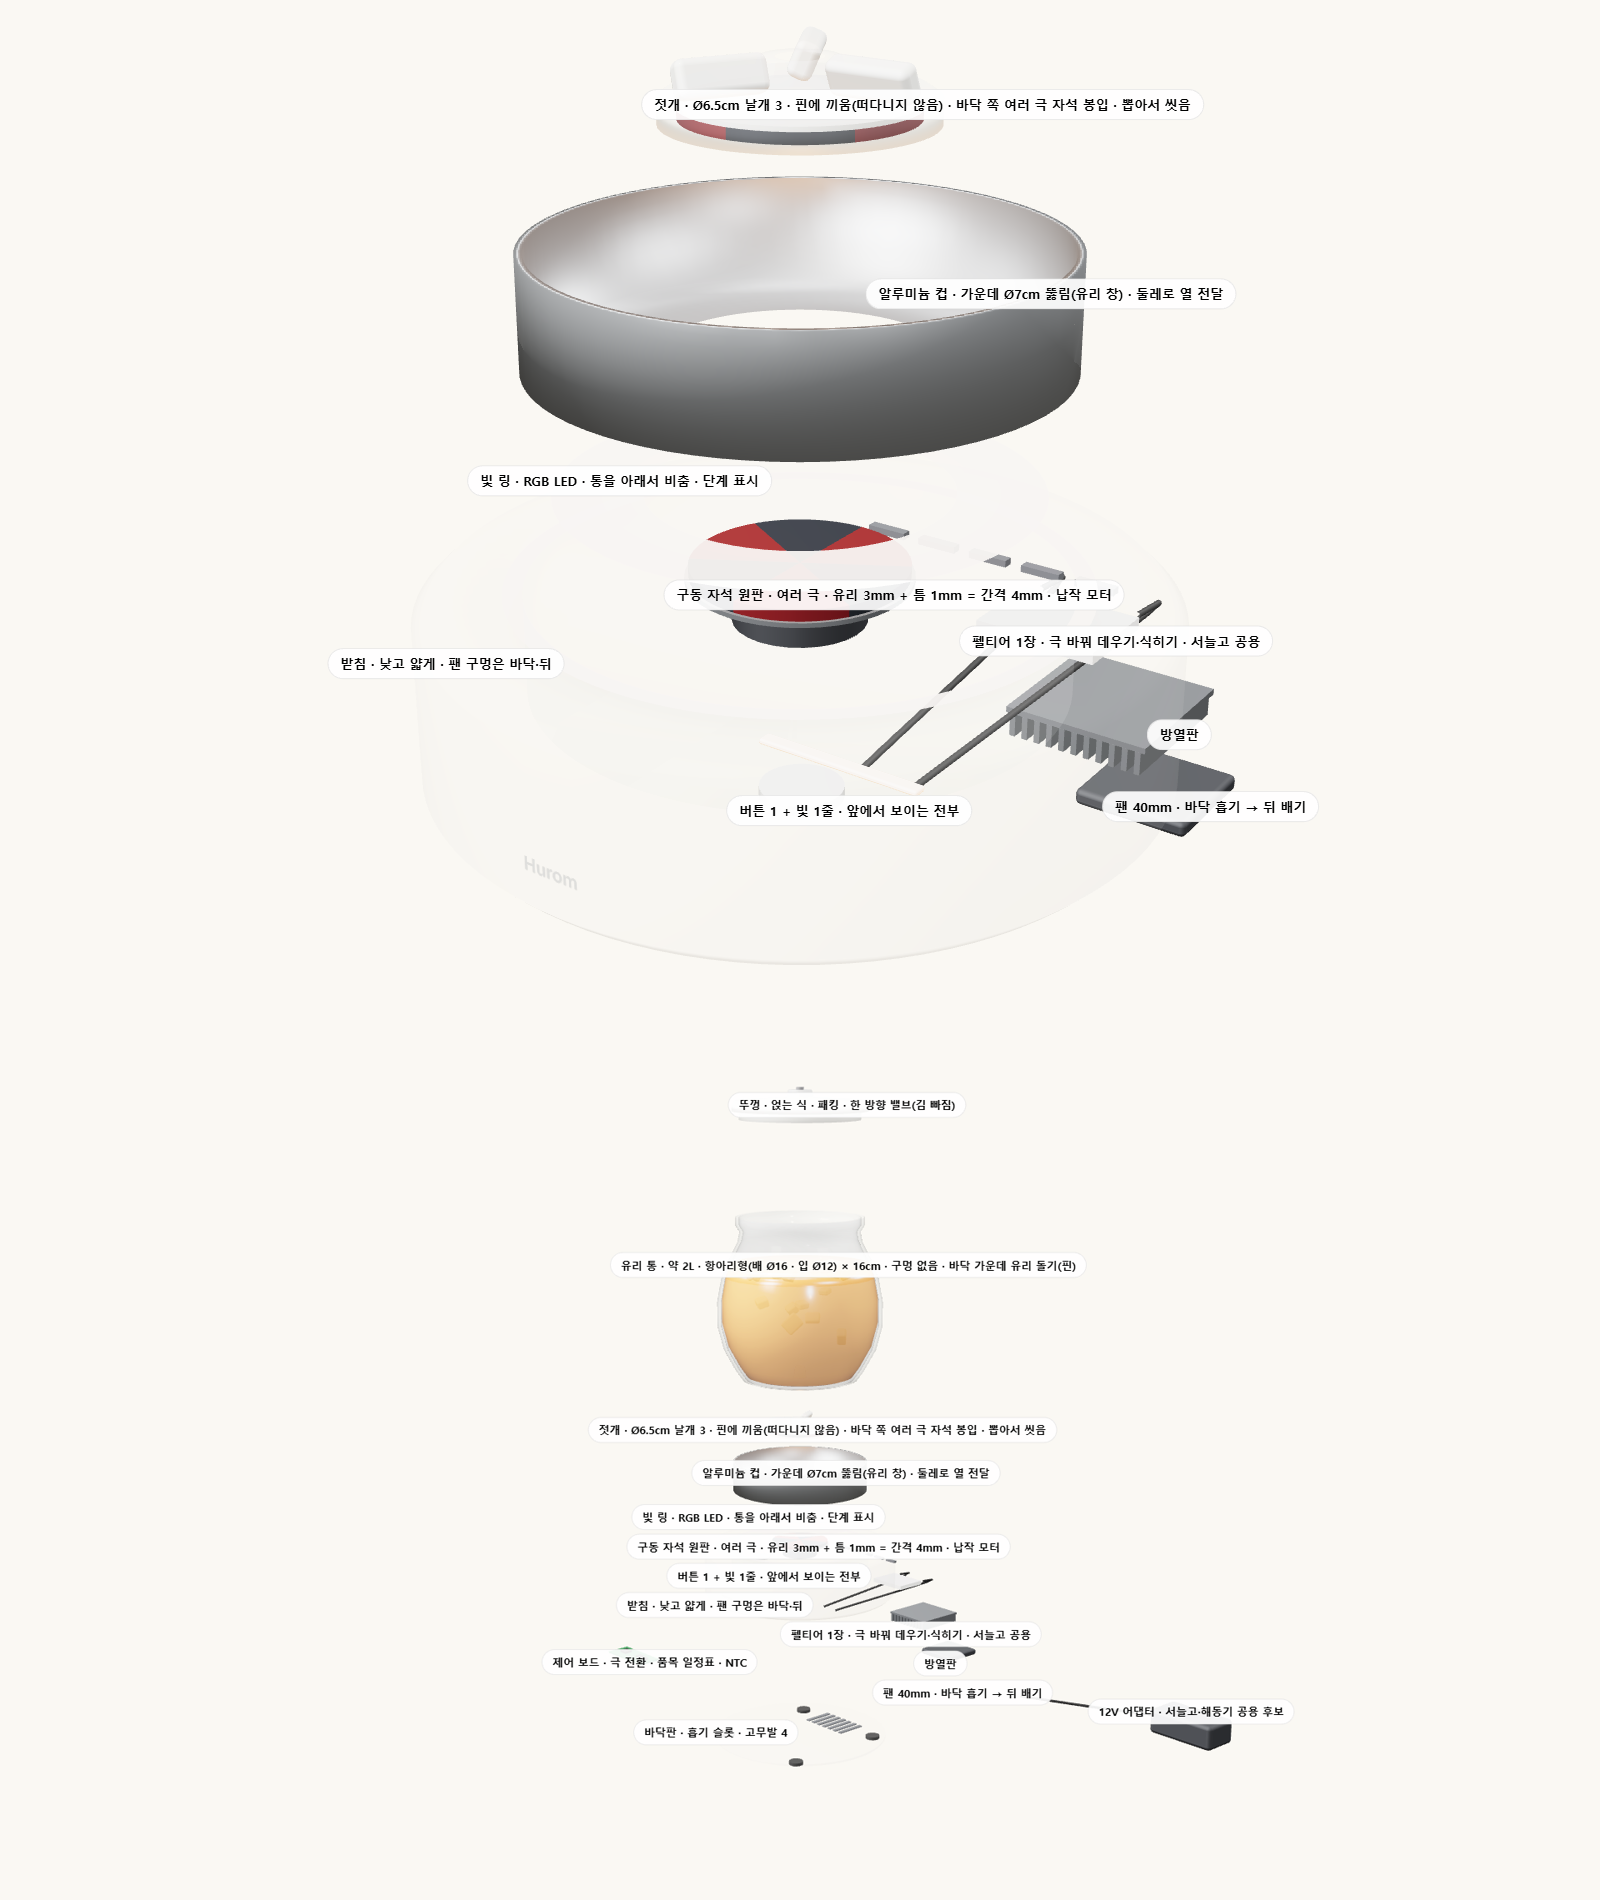 젓개 · Ø6.5cm 날개 3 · 핀에 끼움(떠다니지 않음) · 바닥 쪽 여러 극 자석 봉입 · 뽑아서 씻음
알루미늄 컵 · 가운데 Ø7cm 뚫림(유리 창) · 둘레로 열 전달
빛 링 · RGB LED · 통을 아래서 비춤 · 단계 표시
구동 자석 원판 · 여러 극 · 유리 3mm + 틈 1mm = 간격 4mm · 납작 모터
펠티어 1장 · 극 바꿔 데우기·식히기 · 서늘고 공용
받침 · 낮고 얇게 · 팬 구멍은 바닥·뒤
방열판
팬 40mm · 바닥 흡기 → 뒤 배기
버튼 1 + 빛 1줄 · 앞에서 보이는 전부
Hurom
뚜껑 · 얹는 식 · 패킹 · 한 방향 밸브(김 빠짐)
유리 통 · 약 2L · 항아리형(배 Ø16 · 입 Ø12) × 16cm · 구멍 없음 · 바닥 가운데 유리 돌기(핀)
젓개 · Ø6.5cm 날개 3 · 핀에 끼움(떠다니지 않음) · 바닥 쪽 여러 극 자석 봉입 · 뽑아서 씻음
알루미늄 컵 · 가운데 Ø7cm 뚫림(유리 창) · 둘레로 열 전달
빛 링 · RGB LED · 통을 아래서 비춤 · 단계 표시
구동 자석 원판 · 여러 극 · 유리 3mm + 틈 1mm = 간격 4mm · 납작 모터
버튼 1 + 빛 1줄 · 앞에서 보이는 전부
받침 · 낮고 얇게 · 팬 구멍은 바닥·뒤
펠티어 1장 · 극 바꿔 데우기·식히기 · 서늘고 공용
제어 보드 · 극 전환 · 품목 일정표 · NTC
방열판
팬 40mm · 바닥 흡기 → 뒤 배기
12V 어댑터 · 서늘고·해동기 공용 후보
바닥판 · 흡기 슬롯 · 고무발 4